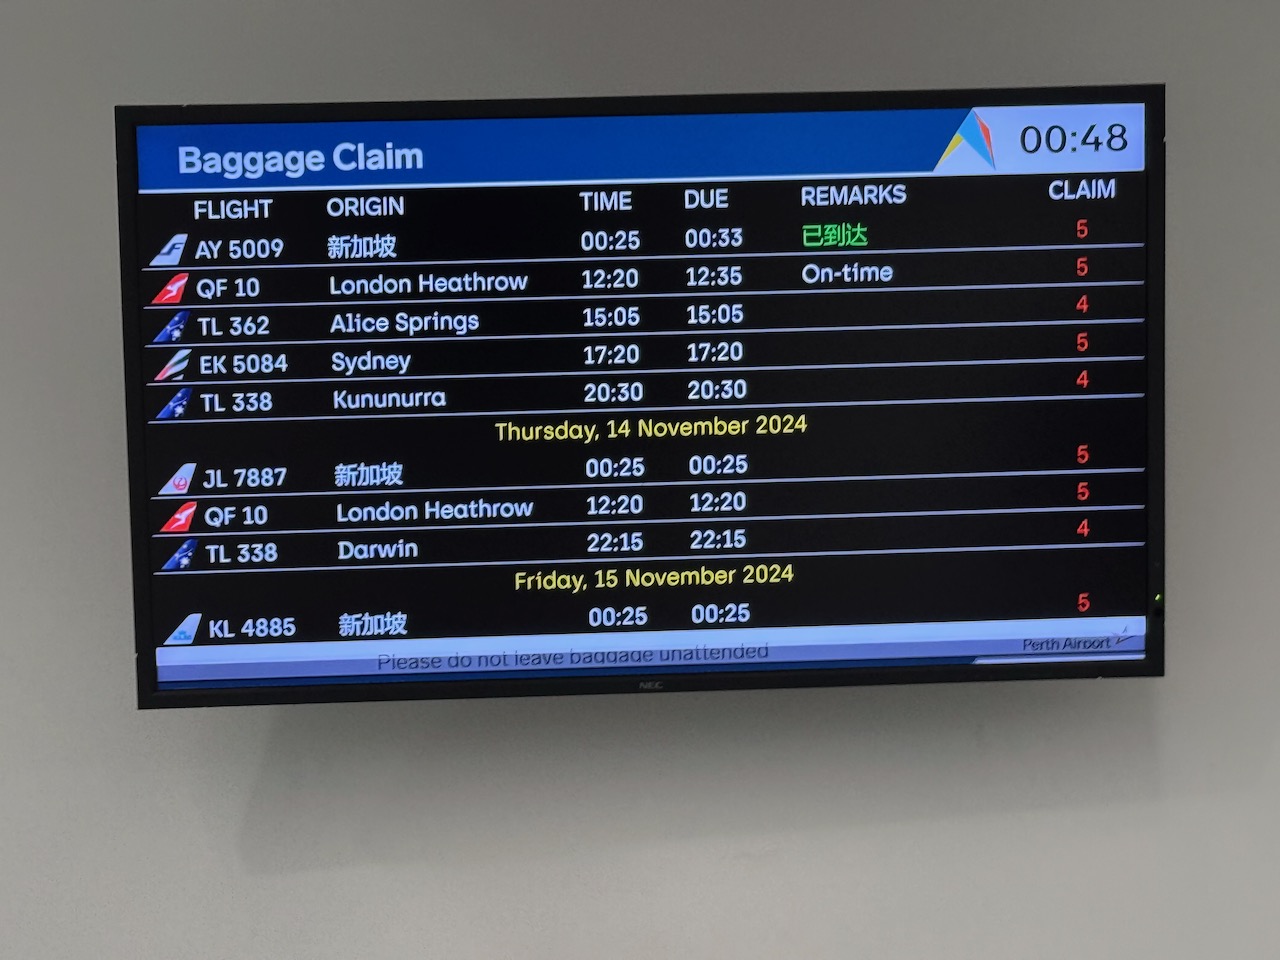 Baggage Claim 00:48
FLIGHT ORIGIN TIME DUE REMARKS CLAIM
AY 5009 新加坡 00:25 00:33 已到达 5
QF 10 London Heathrow 12:20 12:35 On-time 5
TL 362 Alice Springs 15:05 15:05 4
EK 5084 Sydney 17:20 17:20 5
TL 338 Kununurra 20:30 20:30 4
Thursday, 14 November 2024
JL 7887 新加坡 00:25 00:25 5
QF 10 London Heathrow 12:20 12:20 5
TL 338 Darwin 22:15 22:15 4
Friday, 15 November 2024
KL 4885 新加坡 00:25 00:25 5
Please do not leave baggage unattended Perth Airport
NEC